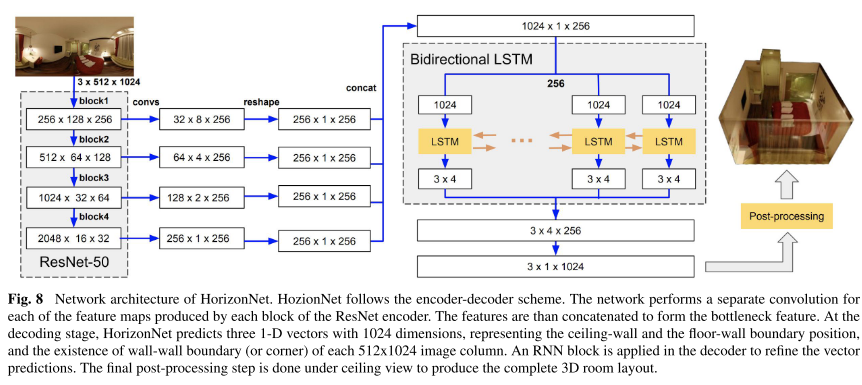 3 x 512 x 1024
block1
convs
reshape
concat
256 x 128 x 256
32 x 8 x 256
256 x 1 x 256
block2
512 x 64 x 128
64 x 4 x 256
256 x 1 x 256
block3
1024 x 32 x 64
128 x 2 x 256
256 x 1 x 256
block4
2048 x 16 x 32
256 x 1 x 256
256 x 1 x 256
ResNet-50
1024 x 1 x 256
Bidirectional LSTM
256
1024
1024
1024
LSTM
LSTM
LSTM
3 x 4
3 x 4
3 x 4
3 x 4 x 256
3 x 1 x 1024
Post-processing
Fig. 8 Network architecture of HorizonNet. HozionNet follows the encoder-decoder scheme. The network performs a separate convolution for
each of the feature maps produced by each block of the ResNet encoder. The features are than concatenated to form the bottleneck feature. At the
decoding stage, HorizonNet predicts three 1-D vectors with 1024 dimensions, representing the ceiling-wall and the floor-wall boundary position,
and the existence of wall-wall boundary (or corner) of each 512x1024 image column. An RNN block is applied in the decoder to refine the vector
predictions. The final post-processing step is done under ceiling view to produce the complete 3D room layout.